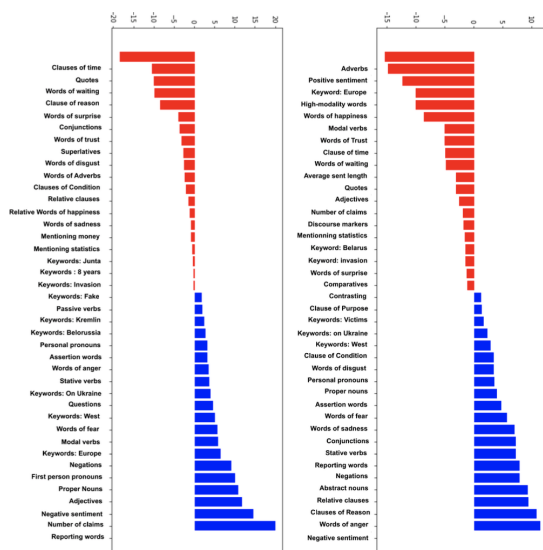 -20 -15 -10 -5 0 5 10 15 20
Clauses of time
Quotes
Words of waiting
Clause of reason
Words of surprise
Conjunctions
Words of trust
Superlatives
Words of disgust
Words of Adverbs
Clauses of Condition
Relative clauses
Relative Words of happiness
Words of sadness
Mentioning money
Mentioning statistics
Keywords: Junta
Keywords : 8 years
Keywords: Invasion
Keywords: Fake
Passive verbs
Keywords: Kremlin
Keywords: Belorussia
Personal pronouns
Assertion words
Words of anger
Stative verbs
Keywords: On Ukraine
Questions
Keywords: West
Words of fear
Modal verbs
Keywords: Europe
Negations
First person pronouns
Proper Nouns
Adjectives
Negative sentiment
Number of claims
Reporting words
-15 -10 -5 0 5 10
Adverbs
Positive sentiment
Keyword: Europe
High-modality words
Words of happiness
Modal verbs
Words of Trust
Clause of time
Words of waiting
Average sent length
Quotes
Adjectives
Number of claims
Discourse markers
Mentionning statistics
Keyword: Belarus
Keyword: invasion
Words of surprise
Comparatives
Contrasting
Clause of Purpose
Keywords: Victims
Keywords: on Ukraine
Keywords: West
Clause of Condition
Words of disgust
Personal pronouns
Proper nouns
Assertion words
Words of fear
Words of sadness
Conjunctions
Stative verbs
Reporting words
Negations
Abstract nouns
Relative clauses
Clauses of Reason
Words of anger
Negative sentiment